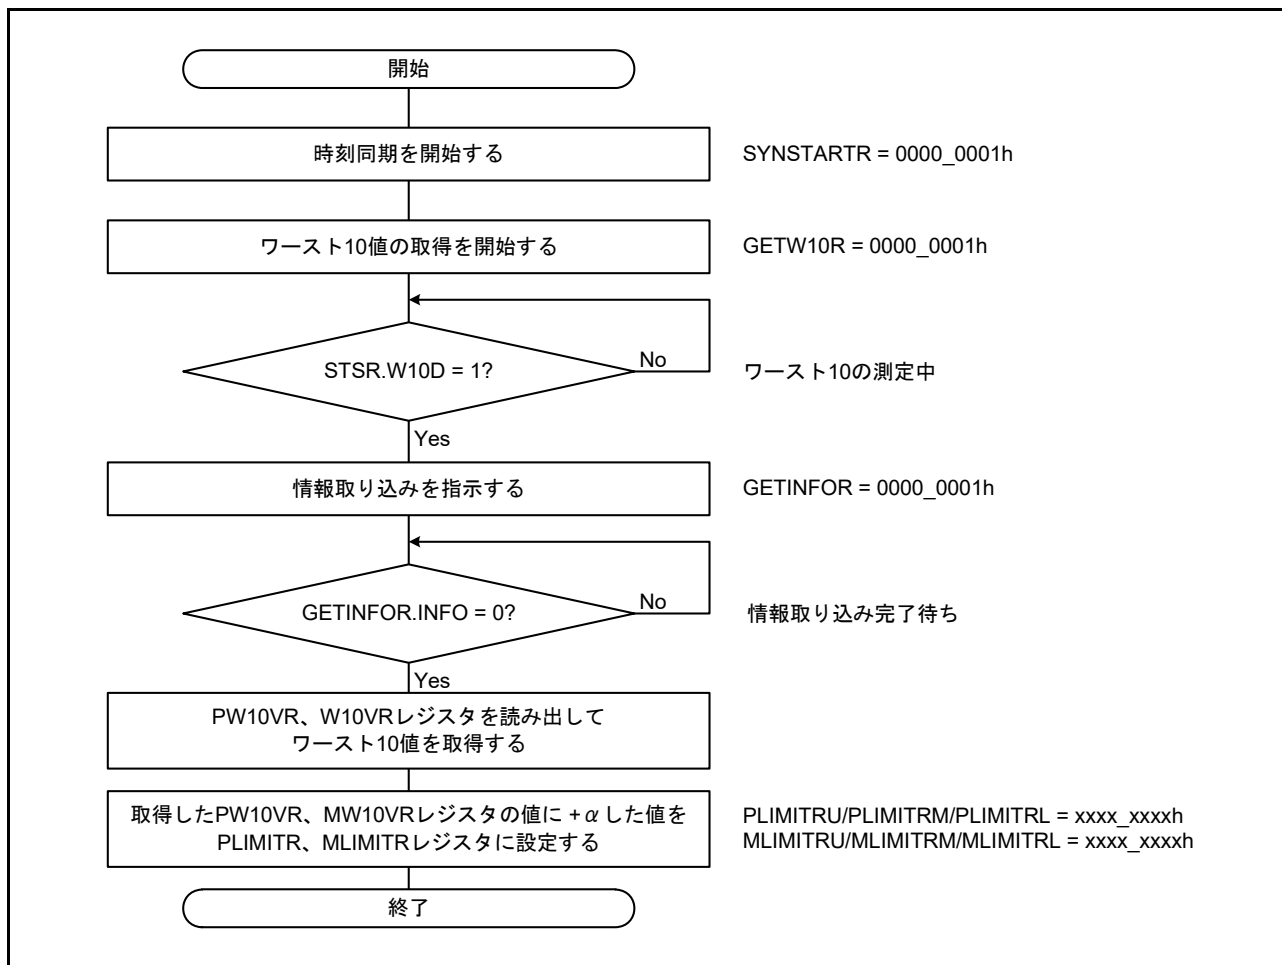 開始
時刻同期を開始する
SYNSTARTR = 0000_0001h
ワースト10値の取得を開始する
GETW10R = 0000_0001h
STSR.W10D = 1?
No
ワースト10の測定中
Yes
情報取り込みを指示する
GETINFOR = 0000_0001h
GETINFOR.INFO = 0?
No
情報取り込み完了待ち
Yes
PW10VR、W10VRレジスタを読み出して
ワースト10値を取得する
取得したPW10VR、MW10VRレジスタの値に +α した値を
PLIMITR、MLIMITRレジスタに設定する
PLIMITRU/PLIMITRM/PLIMITRL = xxxx_xxxxh
MLIMITRU/MLIMITRM/MLIMITRL = xxxx_xxxxh
終了